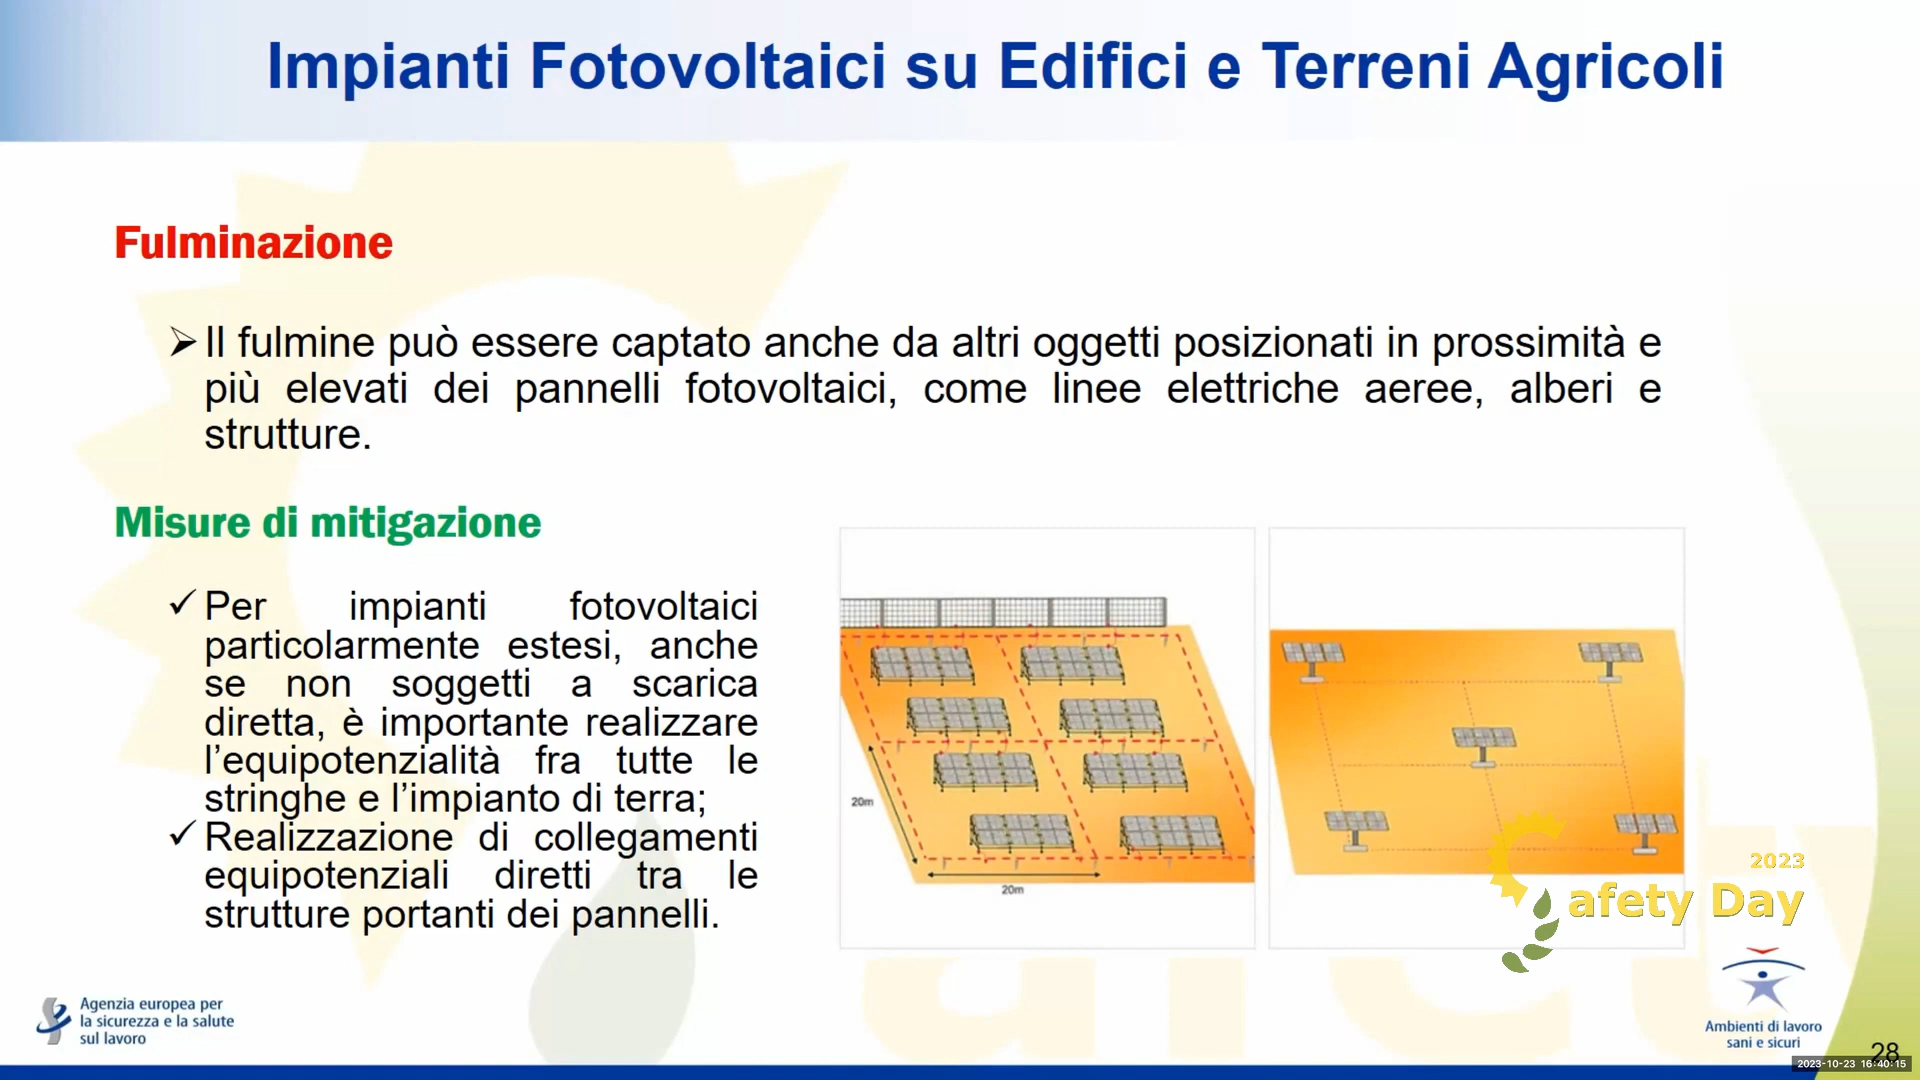 Impianti Fotovoltaici su Edifici e Terreni Agricoli
Fulminazione
➢ Il fulmine può essere captato anche da altri oggetti posizionati in prossimità e
più elevati dei pannelli fotovoltaici, come linee elettriche aeree, alberi e
strutture.
Misure di mitigazione
✓ Per impianti fotovoltaici
particolarmente estesi, anche
se non soggetti a scarica
diretta, è importante realizzare
l’equipotenzialità fra tutte le
stringhe e l’impianto di terra;
✓ Realizzazione di collegamenti
equipotenziali diretti tra le
strutture portanti dei pannelli.
20m
20m
2023
afety Day
Agenzia europea per
la sicurezza e la salute
sul lavoro
Ambienti di lavoro
sani e sicuri
28
2023-10-23 16:40:15